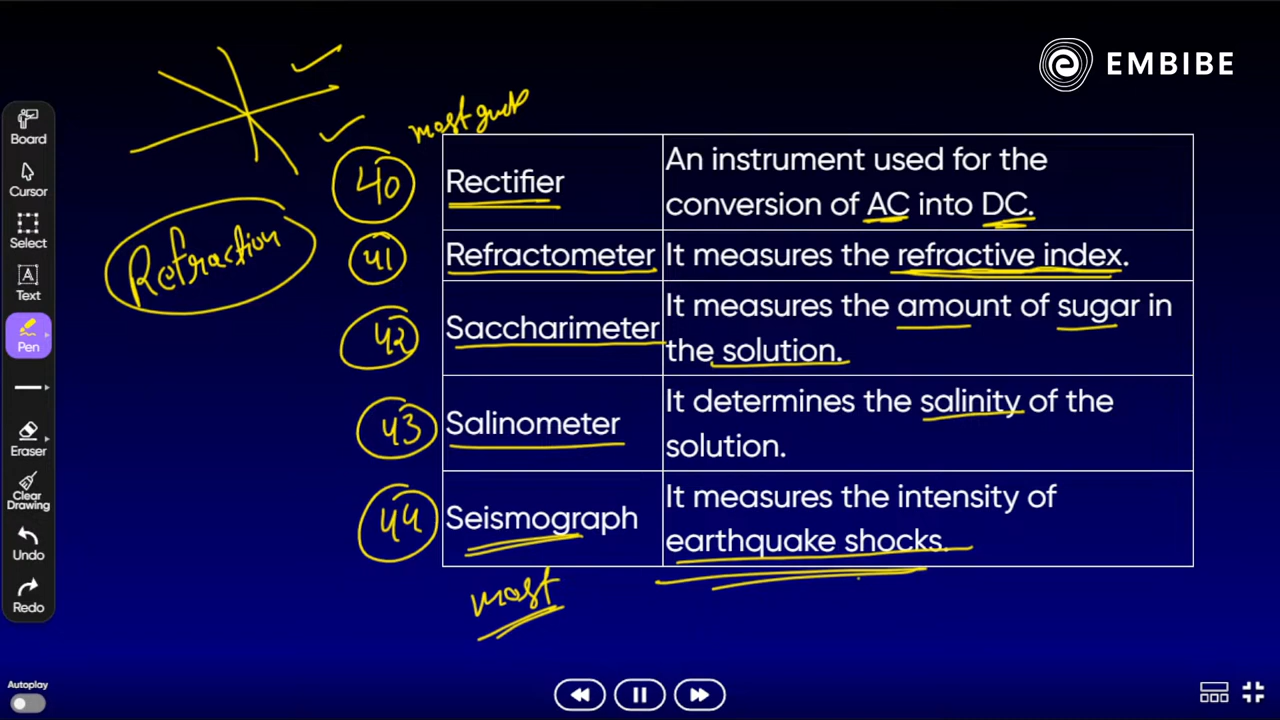 EMBIBE
Board
Cursor
Select
Text
Pen
Eraser
Clear
Drawing
Undo
Redo
Autoplay
most
Refraction
40
Rectifier
An instrument used for the
conversion of AC into DC.
41
Refractometer
It measures the refractive index.
42
Saccharimeter
It measures the amount of sugar in
the solution.
43
Salinometer
It determines the salinity of the
solution.
44
Seismograph
It measures the intensity of
earthquake shocks.
most